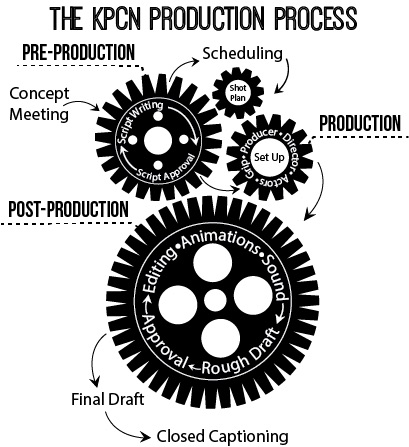 THE KPCN PRODUCTION PROCESS
PRE-PRODUCTION
Scheduling
Concept
Meeting
Shot
Plan
Script Writing
Script Approval
PRODUCTION
Grip • Producer • Director
• Actors •
Set Up
POST-PRODUCTION
Editing • Animations • Sound
Rough Draft
Approval
Final Draft
Closed Captioning